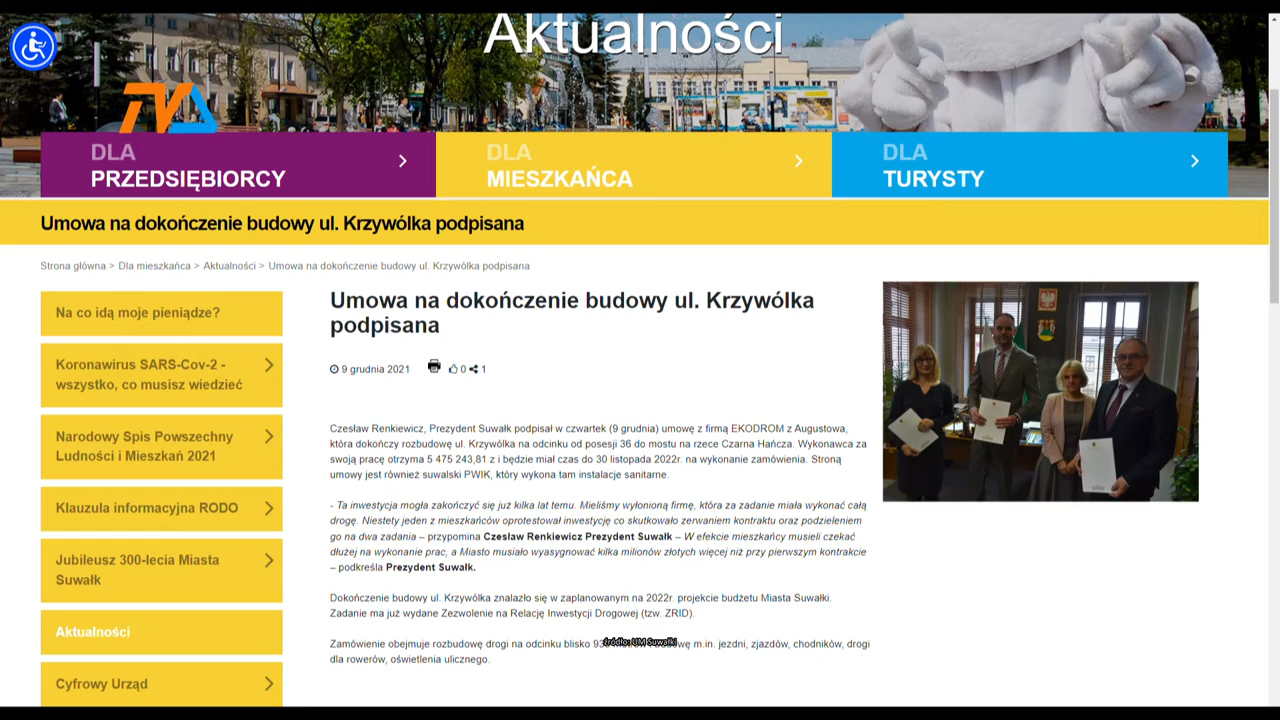 Aktualności
TVA
DLA
PRZEDSIĘBIORCY
DLA
MIESZKAŃCA
DLA
TURYSTY
Umowa na dokończenie budowy ul. Krzywólka podpisana
Strona główna > Dla mieszkańca > Aktualności > Umowa na dokończenie budowy ul. Krzywólka podpisana
Na co idą moje pieniądze?
Koronawirus SARS-Cov-2 -
wszystko, co musisz wiedzieć
Narodowy Spis Powszechny
Ludności i Mieszkań 2021
Klauzula informacyjna RODO
Jubileusz 300-lecia Miasta
Suwałk
Aktualności
Cyfrowy Urząd
Umowa na dokończenie budowy ul. Krzywólka
podpisana
9 grudnia 2021 0 1
Czesław Renkiewicz, Prezydent Suwałk podpisał w czwartek (9 grudnia) umowę z firmą EKODROM z Augustowa,
która dokończy rozbudowę ul. Krzywólka na odcinku od posesji 36 do mostu na rzece Czarna Hańcza. Wykonawca za
swoją pracę otrzyma 5 475 243,81 z i będzie miał czas do 30 listopada 2022r. na wykonanie zamówienia. Stroną
umowy jest również suwalski PWIK, który wykona tam instalacje sanitarne.
- Ta inwestycja mogła zakończyć się już kilka lat temu. Mieliśmy wyłonioną firmę, która za zadanie miała wykonać całą
drogę. Niestety jeden z mieszkańców oprotestował inwestycję co skutkowało zerwaniem kontraktu oraz podzieleniem
go na dwa zadania – przypomina Czesław Renkiewicz Prezydent Suwałk – W efekcie mieszkańcy musieli czekać
dłużej na wykonanie prac, a Miasto musiało wyasygnować kilka milionów złotych więcej niż przy pierwszym kontrakcie
– podkreśla Prezydent Suwałk.
Dokończenie budowy ul. Krzywólka znalazło się w zaplanowanym na 2022r. projekcie budżetu Miasta Suwałki.
Zadanie ma już wydane Zezwolenie na Relację Inwestycji Drogowej (tzw. ZRID).
Zamówienie obejmuje rozbudowę drogi na odcinku blisko m.in. jezdni, zjazdów, chodników, drogi
dla rowerów, oświetlenia ulicznego.
źródło: UM Suwałki